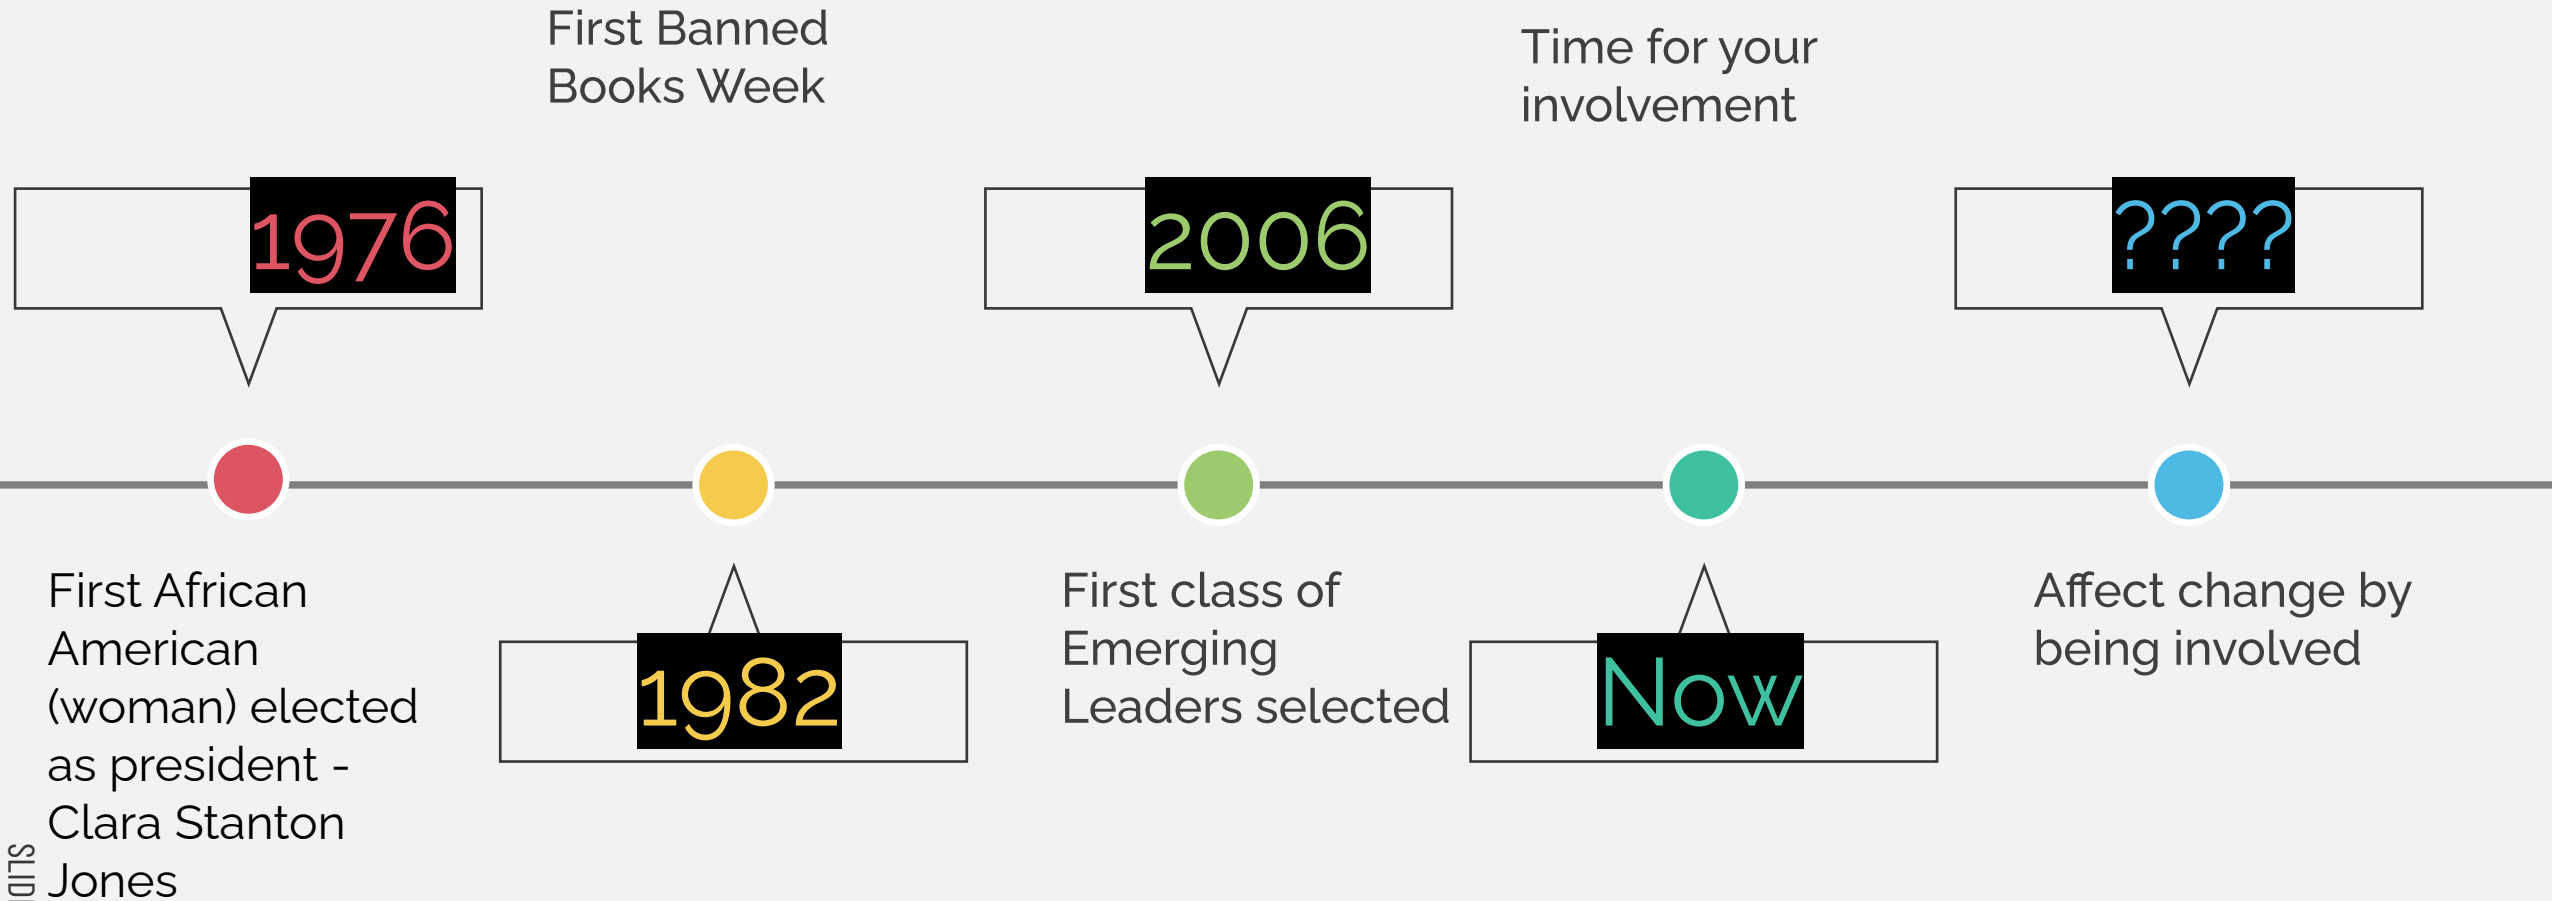 1976
First African
American
(woman) elected
as president -
Clara Stanton
Jones
First Banned
Books Week
1982
2006
First class of
Emerging
Leaders selected
Time for your
involvement
Now
????
Affect change by
being involved